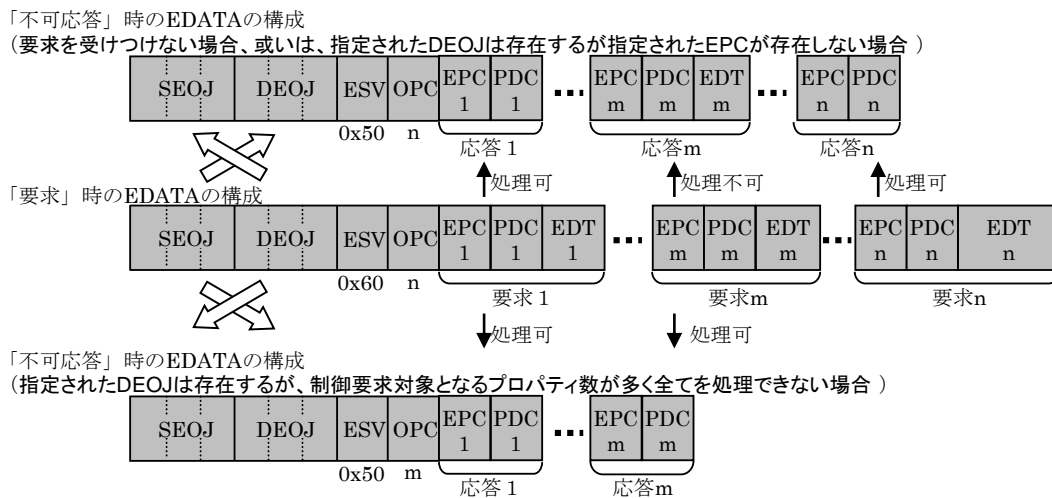 「不可応答」時のEDATAの構成
（要求を受けつけない場合、或いは、指定されたDEOJは存在するが指定されたEPCが存在しない場合 ）
SEOJ DEOJ ESV OPC EPC 1 PDC 1 … EPC m PDC m EDT m … EPC n PDC n
0x50 n 応答１ 応答m 応答n
処理可 処理不可 処理可
「要求」時のEDATAの構成
SEOJ DEOJ ESV OPC EPC 1 PDC 1 EDT 1 … EPC m PDC m EDT m … EPC n PDC n EDT n
0x60 n 要求１ 要求m 要求n
処理可 処理可
「不可応答」時のEDATAの構成
(指定されたDEOJは存在するが、制御要求対象となるプロパティ数が多く全てを処理できない場合 ）
SEOJ DEOJ ESV OPC EPC 1 PDC 1 … EPC m PDC m
0x50 m 応答１ 応答m